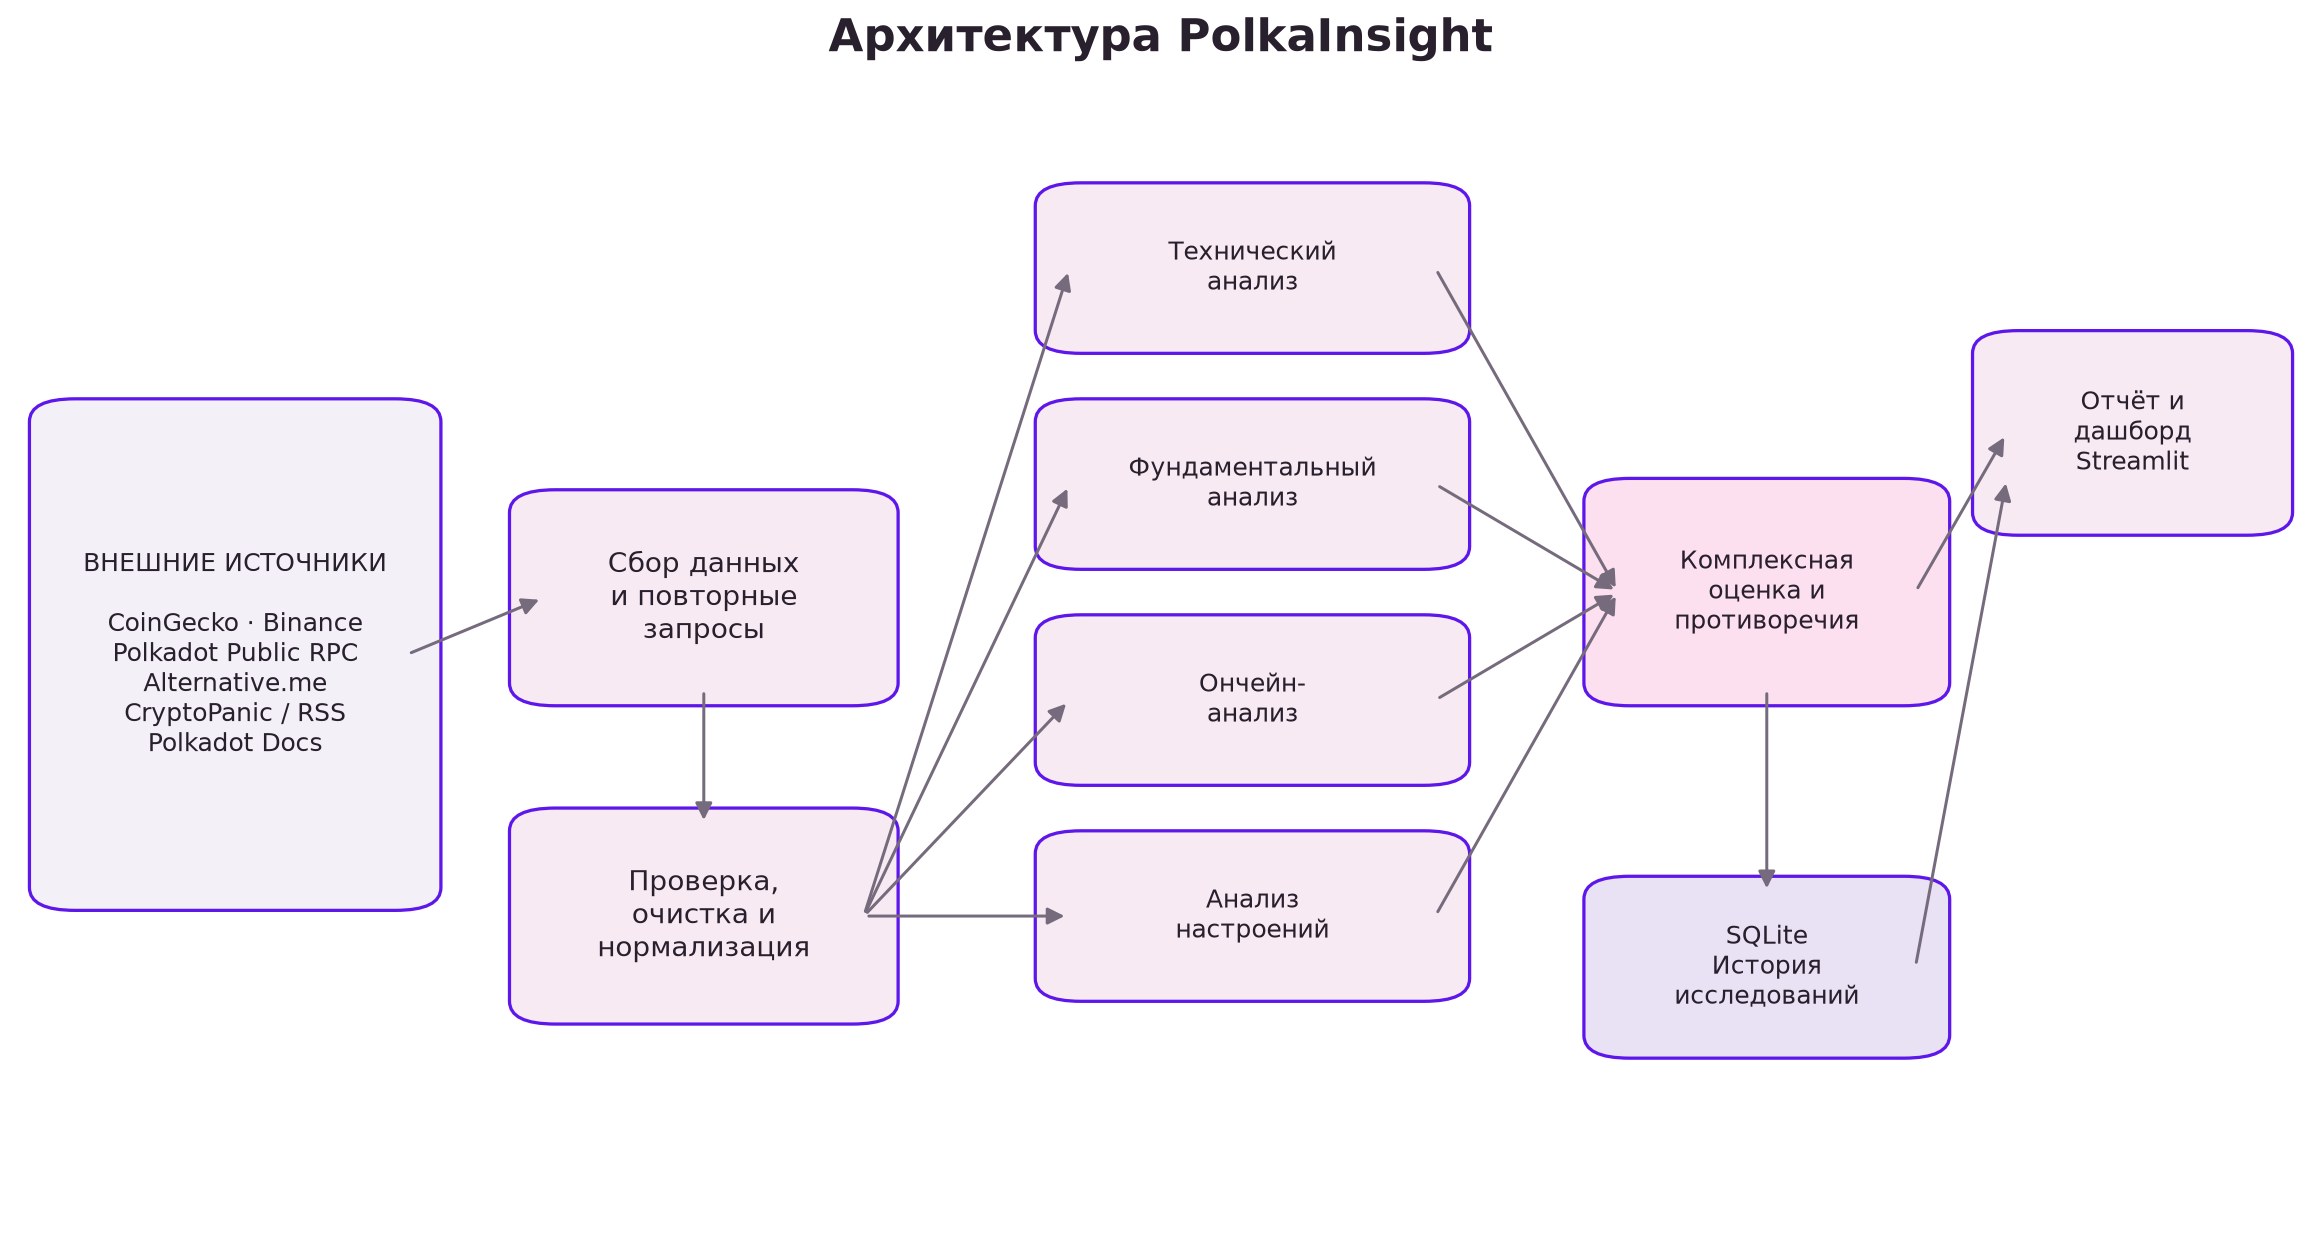 Архитектура PolkaInsight
ВНЕШНИЕ ИСТОЧНИКИ
CoinGecko · Binance
Polkadot Public RPC
Alternative.me
CryptoPanic / RSS
Polkadot Docs
Сбор данных
и повторные
запросы
Проверка,
очистка и
нормализация
Технический
анализ
Фундаментальный
анализ
Ончейн-
анализ
Анализ
настроений
Комплексная
оценка и
противоречия
SQLite
История
исследований
Отчёт и
дашборд
Streamlit